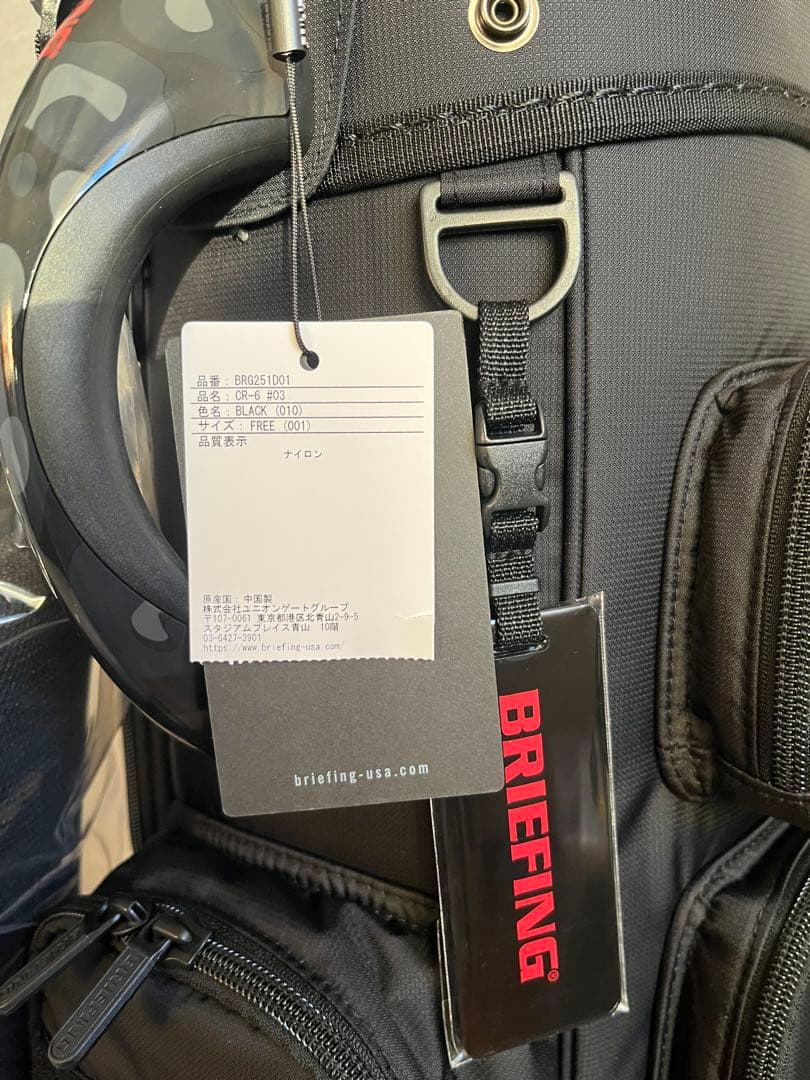 品番：BRG251D01
品名：CR-6 #03
色名：BLACK (010)
サイズ：FREE (001)
品質表示
ナイロン
原産国：中国製
株式会社ユニオンゲートグループ
〒107-0061 東京都港区北青山2-9-5
スタジアムプレイス青山　10階
03-6427-3901
https://www.briefing-usa.com/
briefing-usa.com
BRIEFING®
BRIEFING